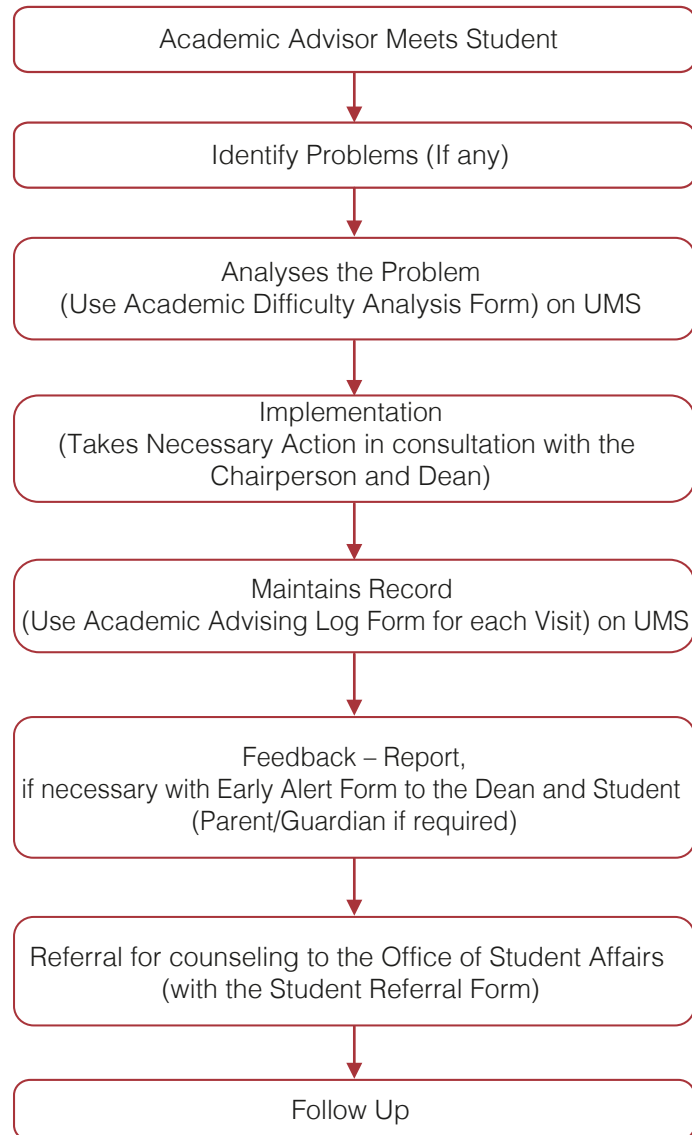 Academic Advisor Meets Student
Identify Problems (If any)
Analyses the Problem
(Use Academic Difficulty Analysis Form) on UMS
Implementation
(Takes Necessary Action in consultation with the
Chairperson and Dean)
Maintains Record
(Use Academic Advising Log Form for each Visit) on UMS
Feedback – Report,
if necessary with Early Alert Form to the Dean and Student
(Parent/Guardian if required)
Referral for counseling to the Office of Student Affairs
(with the Student Referral Form)
Follow Up